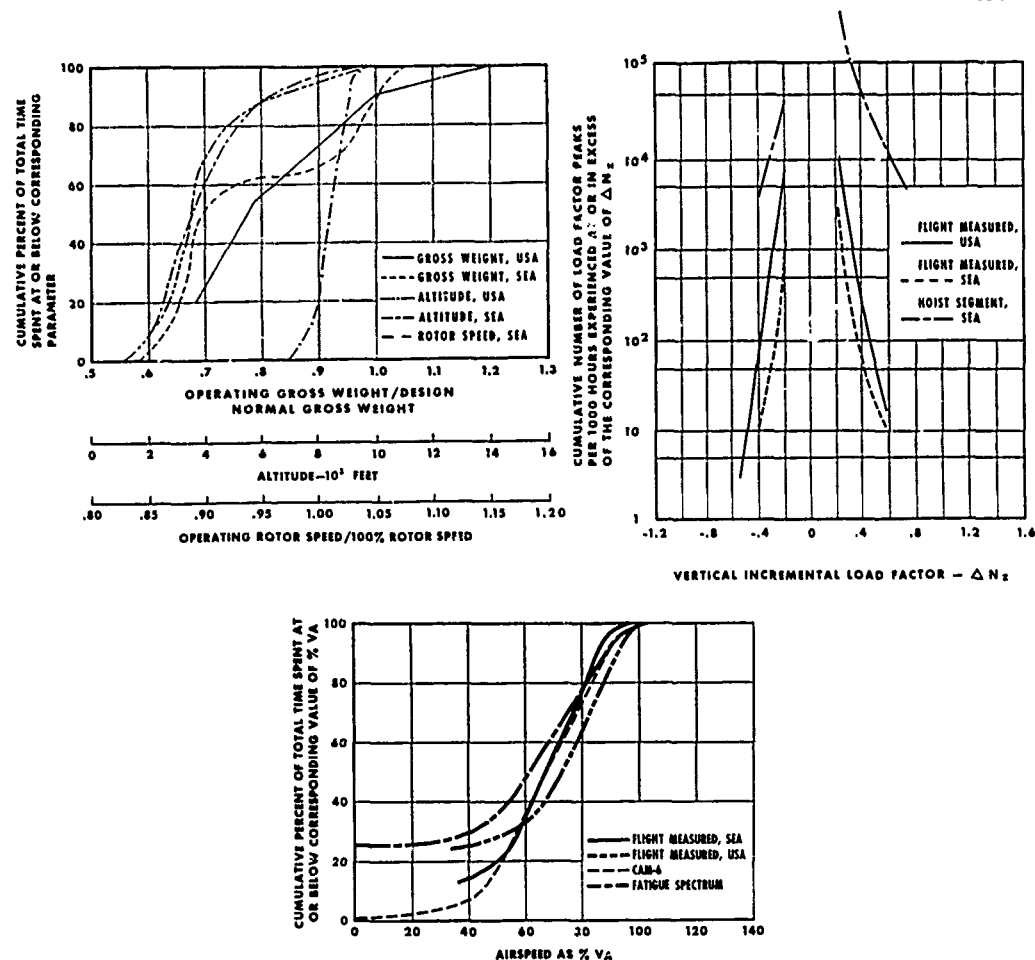 CUMULATIVE PERCENT OF TOTAL TIME
SPENT AT OR BELOW CORRESPONDING
PARAMETER
100
80
60
40
20
0
.5 .6 .7 .8 .9 1.0 1.1 1.2 1.3
OPERATING GROSS WEIGHT/DESIGN
NORMAL GROSS WEIGHT
GROSS WEIGHT, USA
GROSS WEIGHT, SEA
ALTITUDE, USA
ALTITUDE, SEA
ROTOR SPEED, SEA
0 2 4 6 8 10 12 14 16
ALTITUDE—10³ FEET
.80 .85 .90 .95 1.00 1.05 1.10 1.15 1.20
OPERATING ROTOR SPEED/100% ROTOR SPEED
CUMULATIVE NUMBER OF LOAD FACTOR PEAKS
PER 1000 HOURS EXPERIENCED OR IN EXCESS
OF THE CORRESPONDING VALUE OF △ Nz
10⁵
10⁴
10³
10²
10
1
-1.2 -.8 -.4 0 .4 .8 1.2 1.6
VERTICAL INCREMENTAL LOAD FACTOR — △ Nz
FLIGHT MEASURED,
USA
FLIGHT MEASURED,
SEA
HOIST SEGMENT,
SEA
CUMULATIVE PERCENT OF TOTAL TIME SPENT AT
OR BELOW CORRESPONDING VALUE OF % VA
100
80
60
40
20
0
0 20 40 60 30 100 120 140
AIRSPEED AS % VA
FLIGHT MEASURED, SEA
FLIGHT MEASURED, USA
CAM-6
FATIGUE SPECTRUM